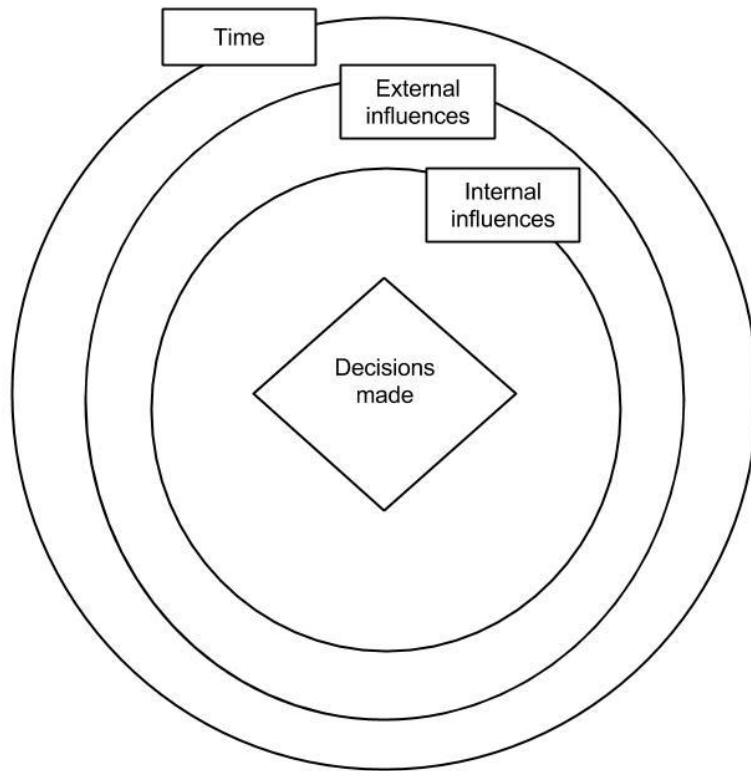 Time
External
influences
Internal
influences
Decisions
made